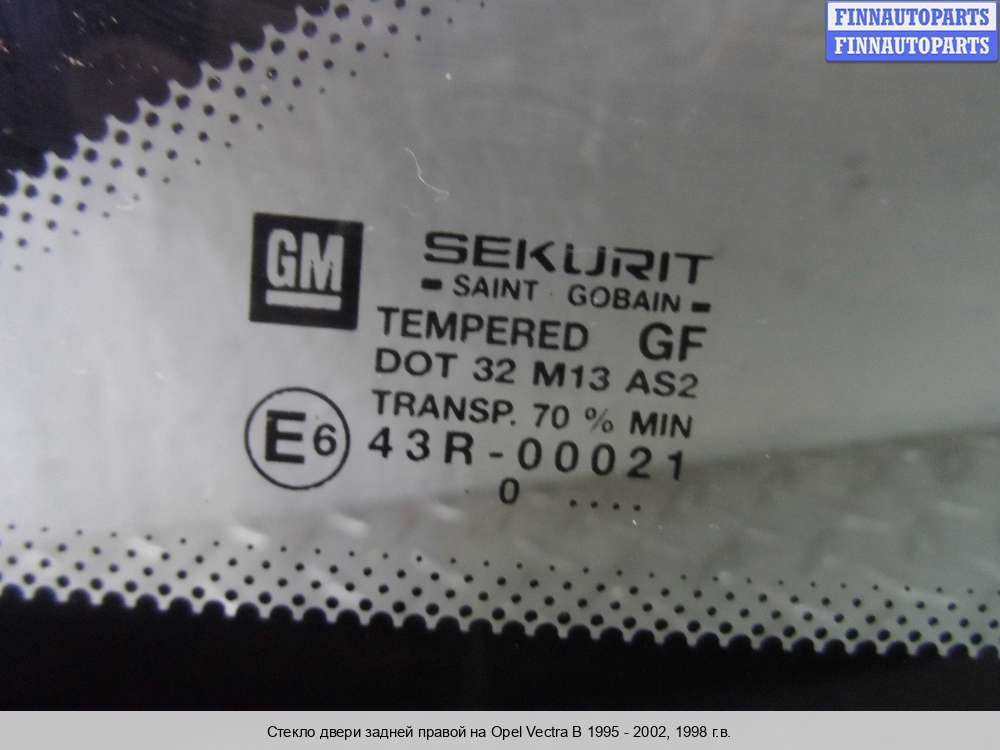 FINNAUTOPARTS
FINNAUTOPARTS
GM
SEKURIT
- SAINT GOBAIN -
TEMPERED GF
DOT 32 M13 AS2
TRANSP. 70 % MIN
E6 43R-00021
0 ....
Стекло двери задней правой на Opel Vectra B 1995 - 2002, 1998 г.в.